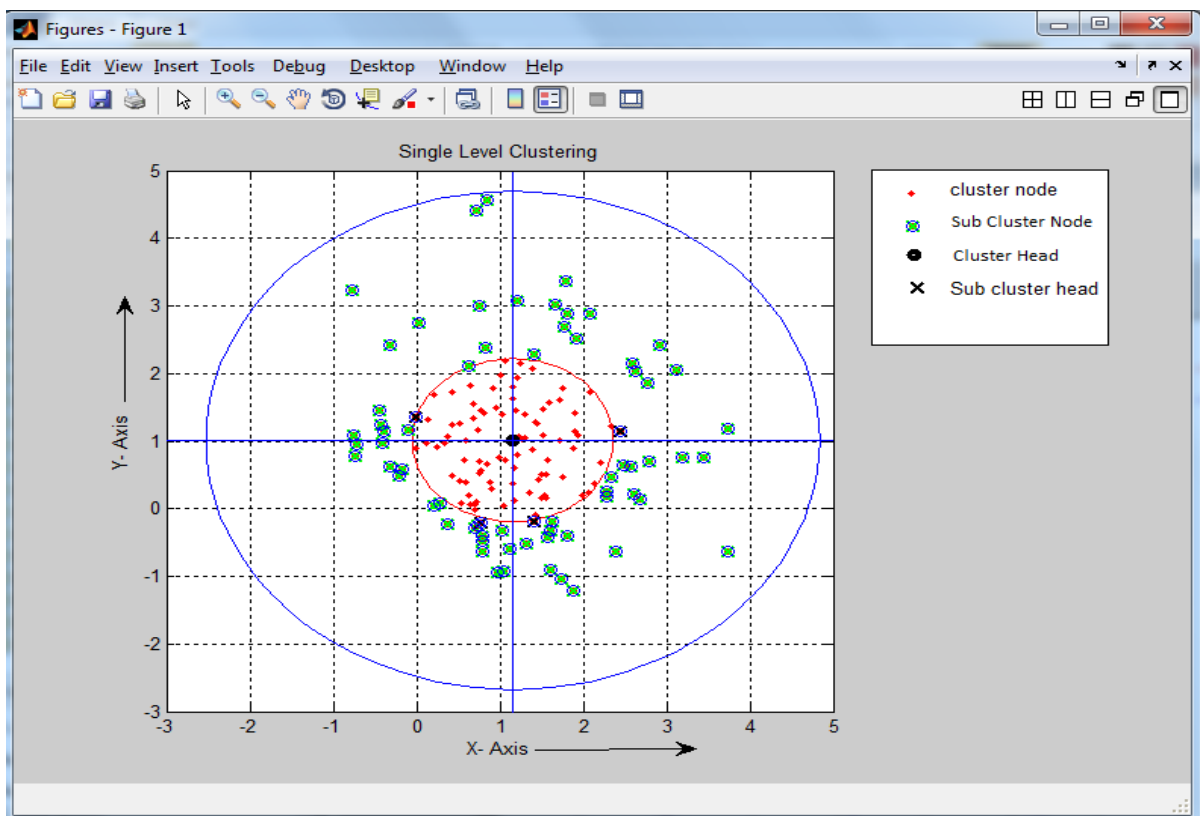 Figures - Figure 1
File Edit View Insert Tools Debug Desktop Window Help
Single Level Clustering
5
4
3
2
1
0
-1
-2
-3
Y- Axis
-3 -2 -1 0 1 2 3 4 5
X- Axis
cluster node
Sub Cluster Node
Cluster Head
Sub cluster head